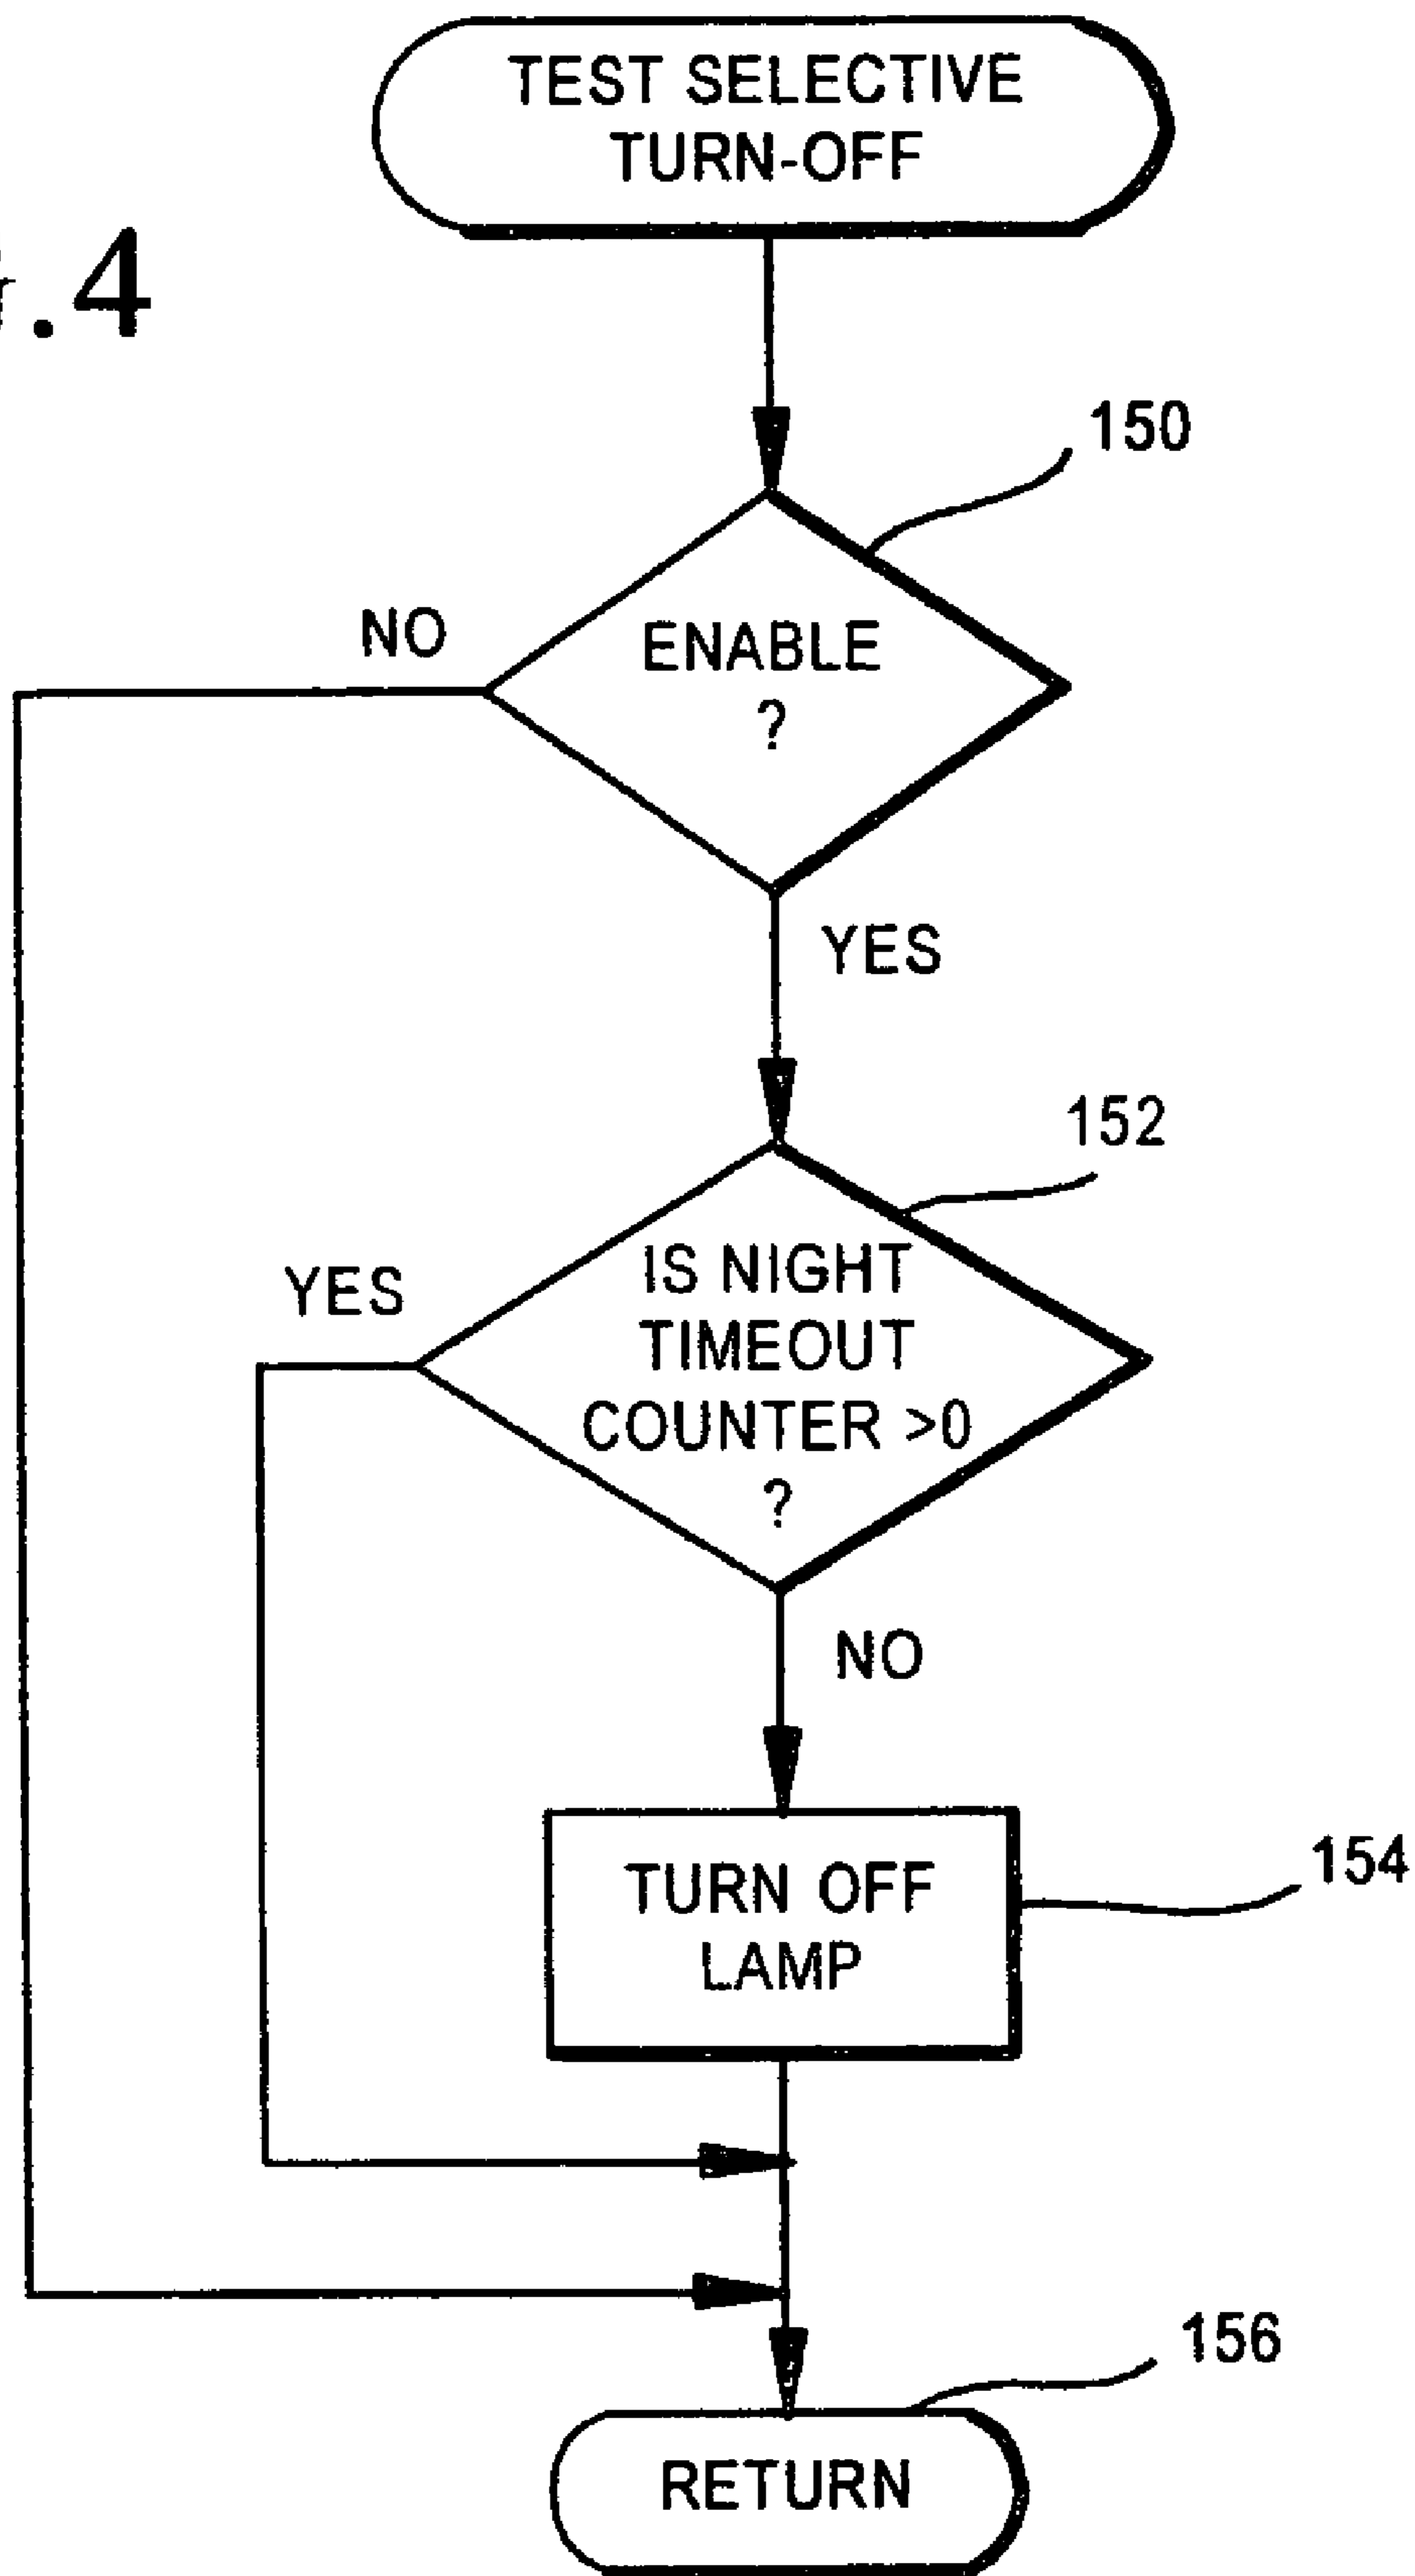 TEST SELECTIVE
TURN-OFF
.4
150
NO
ENABLE
?
YES
152
YES
IS NIGHT
TIMEOUT
COUNTER >0
?
NO
TURN OFF
LAMP
154
156
RETURN